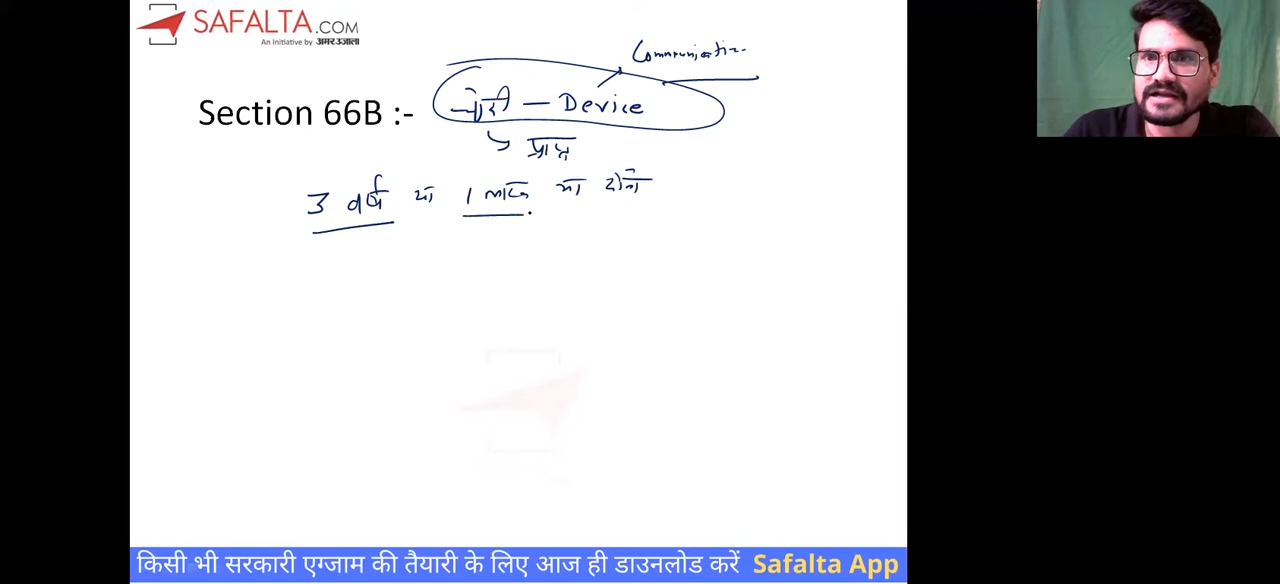 SAFALTA.COM
An Initiative by अमर उजाला
Communication
Section 66B :- चोरी — Device
प्राप्त
3 वर्ष या 1 लाख या दोनो
किसी भी सरकारी एग्जाम की तैयारी के लिए आज ही डाउनलोड करें Safalta App